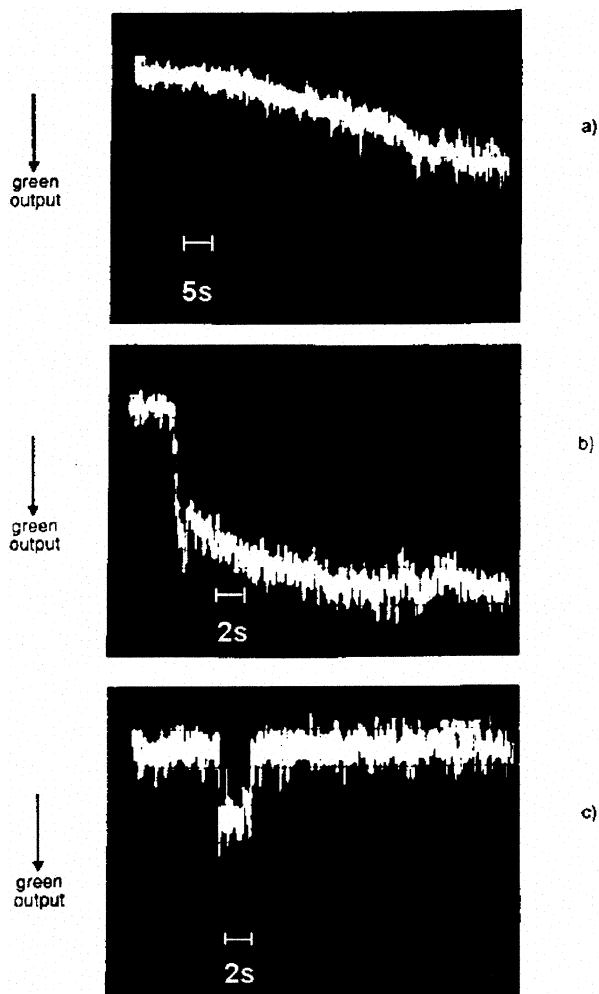 a)
green
output
5s
b)
green
output
2s
c)
green
output
2s